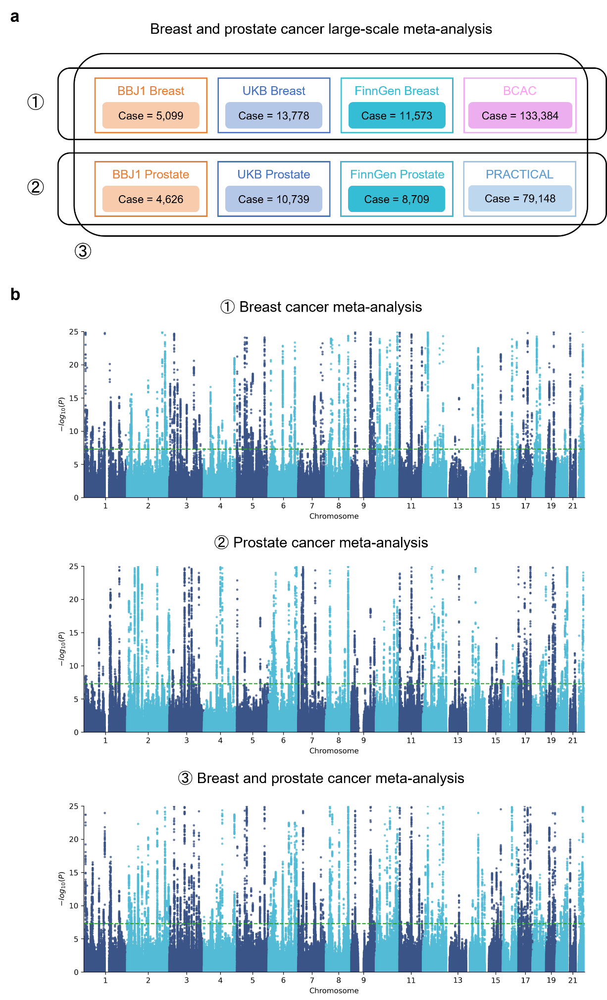 a
Breast and prostate cancer large-scale meta-analysis
①
BBJ1 Breast
Case = 5,099
UKB Breast
Case = 13,778
FinnGen Breast
Case = 11,573
BCAC
Case = 133,384
②
BBJ1 Prostate
Case = 4,626
UKB Prostate
Case = 10,739
FinnGen Prostate
Case = 8,709
PRACTICAL
Case = 79,148
③
b
① Breast cancer meta-analysis
25
20
15
10
5
0
−log10(P)
1 2 3 4 5 6 7 8 9 11 13 15 17 19 21
Chromosome
② Prostate cancer meta-analysis
25
20
15
10
5
0
−log10(P)
1 2 3 4 5 6 7 8 9 11 13 15 17 19 21
Chromosome
③ Breast and prostate cancer meta-analysis
25
20
15
10
5
0
−log10(P)
1 2 3 4 5 6 7 8 9 11 13 15 17 19 21
Chromosome